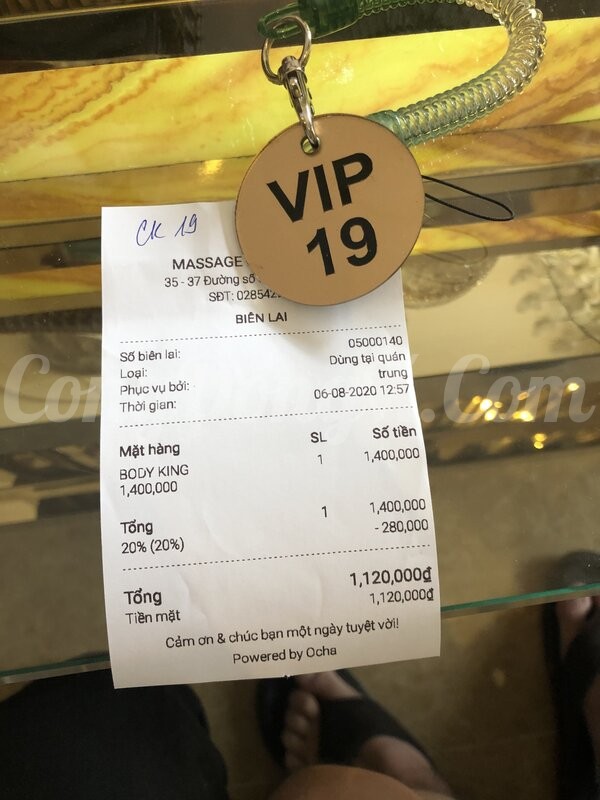 VIP
19
CK 19
MASSAGE
35 - 37 Đường số
SĐT: 028542
BIÊN LAI
Số biên lai: 05000140
Loại: Dùng tại quán
Phục vụ bởi: trung
Thời gian: 06-08-2020 12:57
Mặt hàng SL Số tiền
BODY KING 1 1,400,000
1,400,000
Tổng 1 1,400,000
20% (20%) - 280,000
Tổng 1,120,000₫
Tiền mặt 1,120,000₫
Cảm ơn & chúc bạn một ngày tuyệt vời!
Powered by Ocha